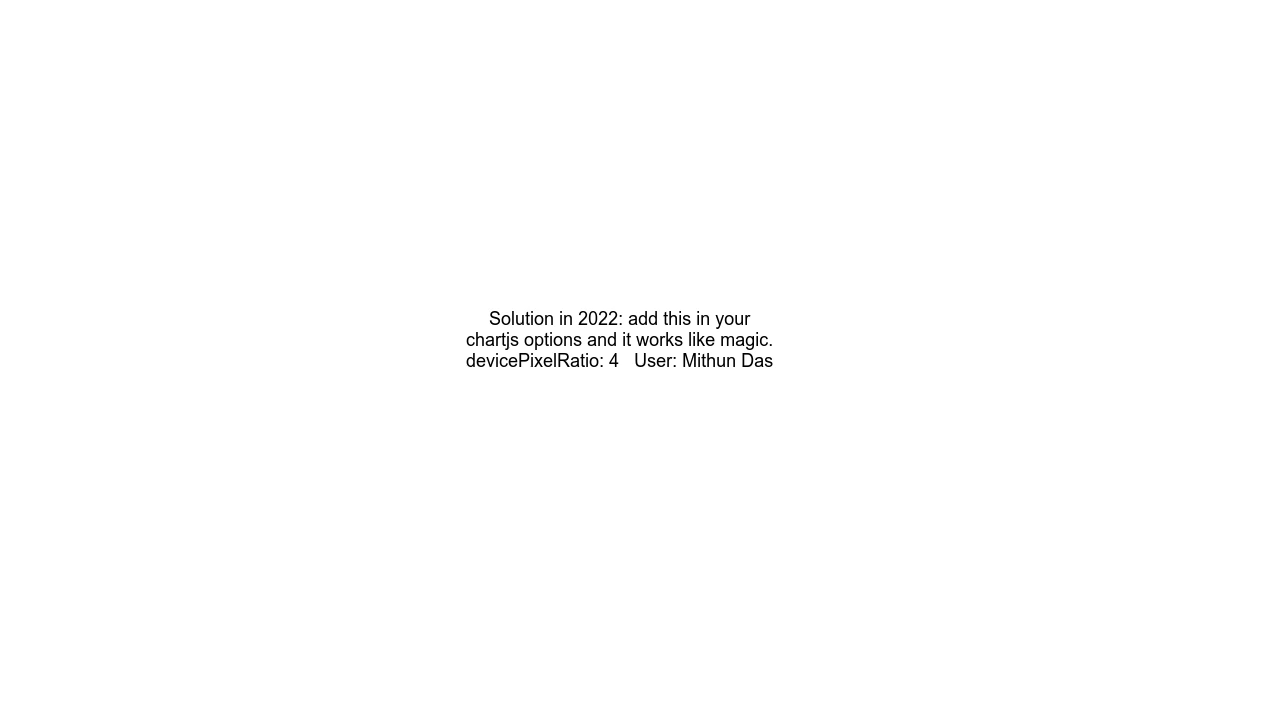 Solution in 2022: add this in your
chartjs options and it works like magic.
devicePixelRatio: 4   User: Mithun Das